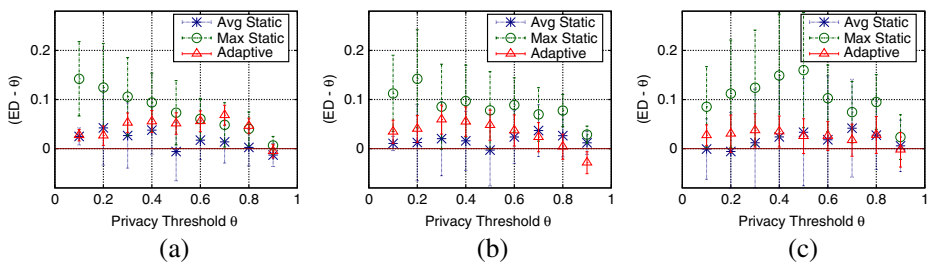 Avg Static
Max Static
Adaptive
(ED - θ)
0.2
0.1
0
0 0.2 0.4 0.6 0.8 1
Privacy Threshold θ
(a)
Avg Static
Max Static
Adaptive
(ED - θ)
0.2
0.1
0
0 0.2 0.4 0.6 0.8 1
Privacy Threshold θ
(b)
Avg Static
Max Static
Adaptive
(ED - θ)
0.2
0.1
0
0 0.2 0.4 0.6 0.8 1
Privacy Threshold θ
(c)